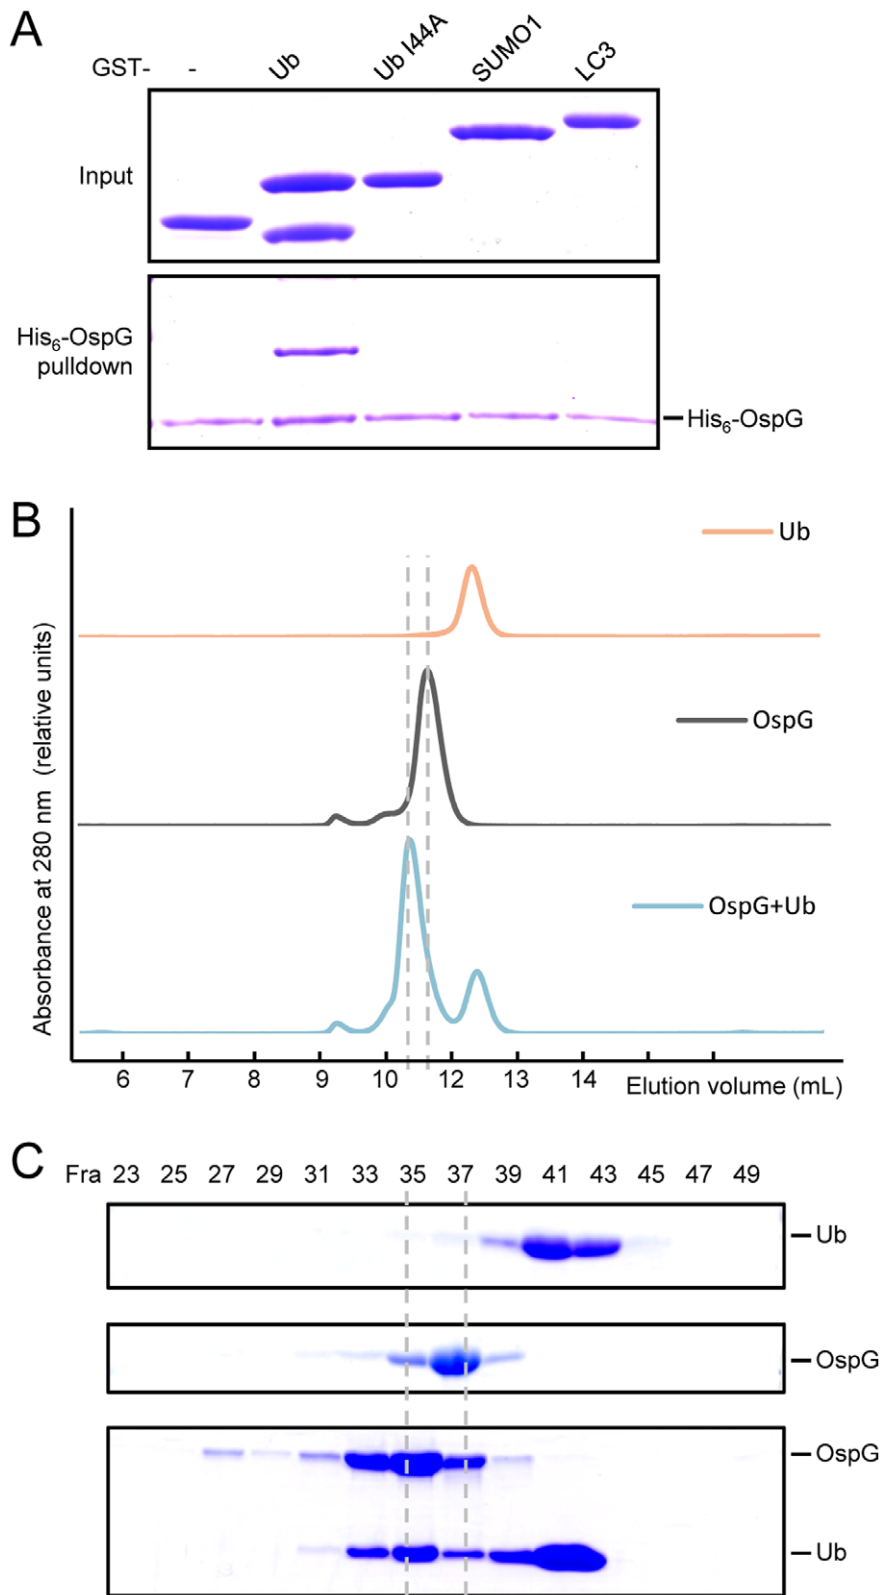 A
GST- - Ub Ub I44A SUMO1 LC3
Input
His6-OspG
pulldown
His6-OspG
B
Ub
OspG
OspG+Ub
Absorbance at 280 nm (relative units)
6 7 8 9 10 12 13 14
Elution volume (mL)
C
Fra 23 25 27 29 31 33 35 37 39 41 43 45 47 49
Ub
OspG
OspG
Ub